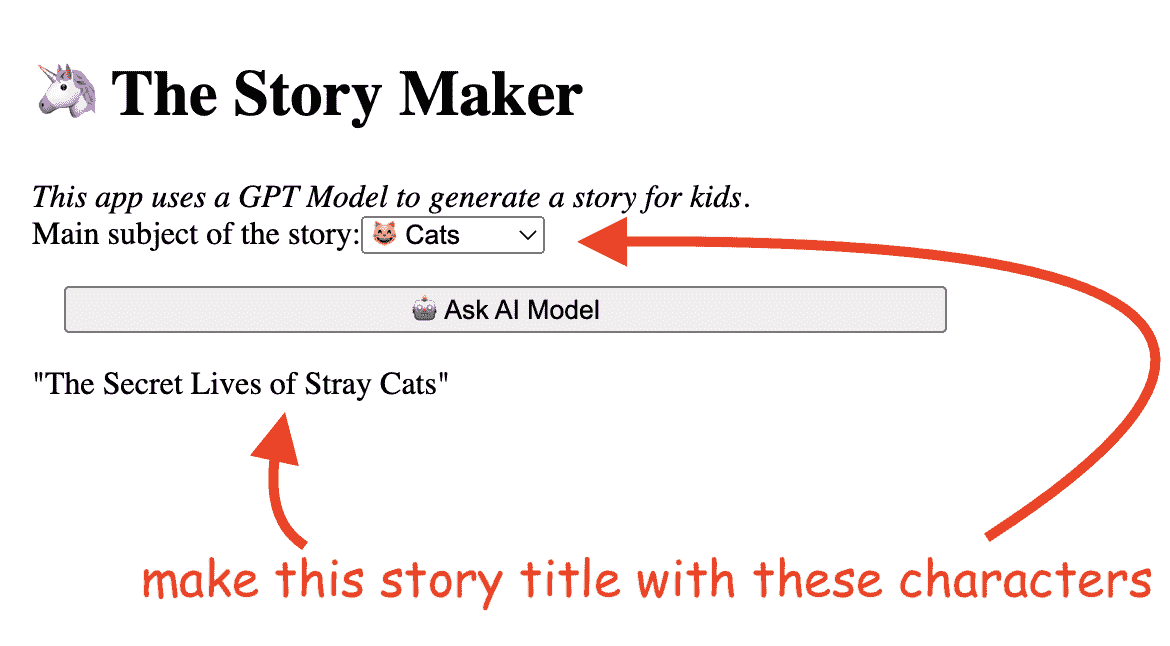 🦄 The Story Maker
This app uses a GPT Model to generate a story for kids.
Main subject of the story: 😺 Cats
🤖 Ask AI Model
"The Secret Lives of Stray Cats"
make this story title with these characters